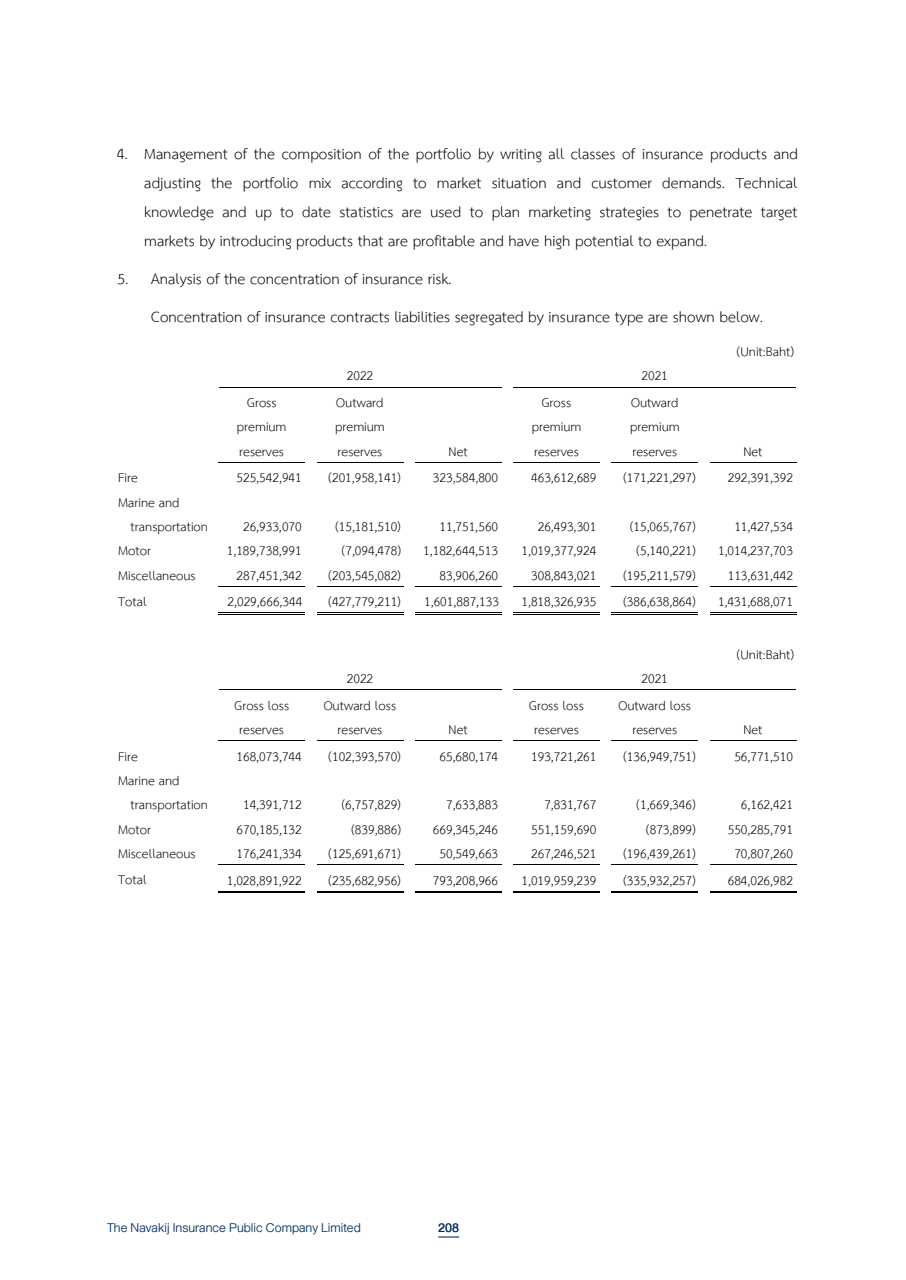 4. Management of the composition of the portfolio by writing all classes of insurance products and
adjusting the portfolio mix according to market situation and customer demands. Technical
knowledge and up to date statistics are used to plan marketing strategies to penetrate target
markets by introducing products that are profitable and have high potential to expand.
5. Analysis of the concentration of insurance risk.
Concentration of insurance contracts liabilities segregated by insurance type are shown below.
(Unit:Baht)
2022 2021
Gross Outward Gross Outward
premium premium premium premium
reserves reserves Net reserves reserves Net
Fire 525,542,941 (201,958,141) 323,584,800 463,612,689 (171,221,297) 292,391,392
Marine and
transportation 26,933,070 (15,181,510) 11,751,560 26,493,301 (15,065,767) 11,427,534
Motor 1,189,738,991 (7,094,478) 1,182,644,513 1,019,377,924 (5,140,221) 1,014,237,703
Miscellaneous 287,451,342 (203,545,082) 83,906,260 308,843,021 (195,211,579) 113,631,442
Total 2,029,666,344 (427,779,211) 1,601,887,133 1,818,326,935 (386,638,864) 1,431,688,071
(Unit:Baht)
2022 2021
Gross loss Outward loss Gross loss Outward loss
reserves reserves Net reserves reserves Net
Fire 168,073,744 (102,393,570) 65,680,174 193,721,261 (136,949,751) 56,771,510
Marine and
transportation 14,391,712 (6,757,829) 7,633,883 7,831,767 (1,669,346) 6,162,421
Motor 670,185,132 (839,886) 669,345,246 551,159,690 (873,899) 550,285,791
Miscellaneous 176,241,334 (125,691,671) 50,549,663 267,246,521 (196,439,261) 70,807,260
Total 1,028,891,922 (235,682,956) 793,208,966 1,019,959,239 (335,932,257) 684,026,982
The Navakij Insurance Public Company Limited 208